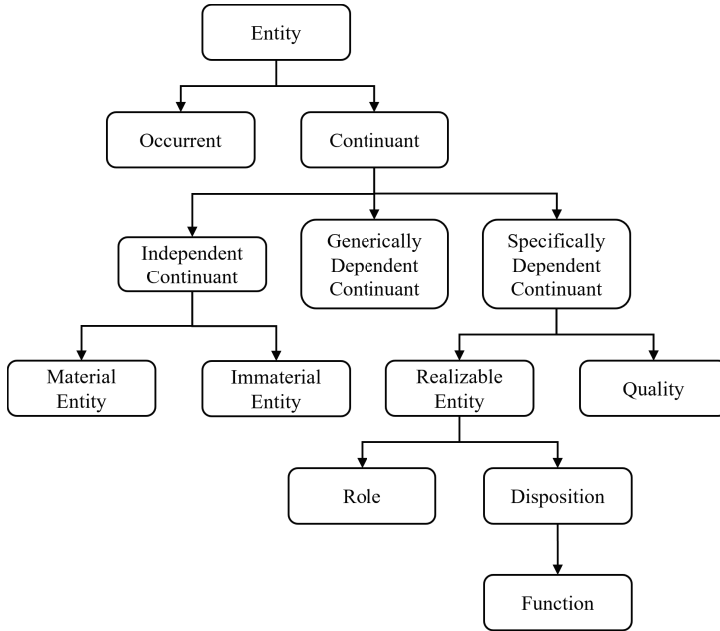 Entity
Occurrent
Continuant
Independent
Continuant
Generically
Dependent
Continuant
Specifically
Dependent
Continuant
Material
Entity
Immaterial
Entity
Realizable
Entity
Quality
Role
Disposition
Function